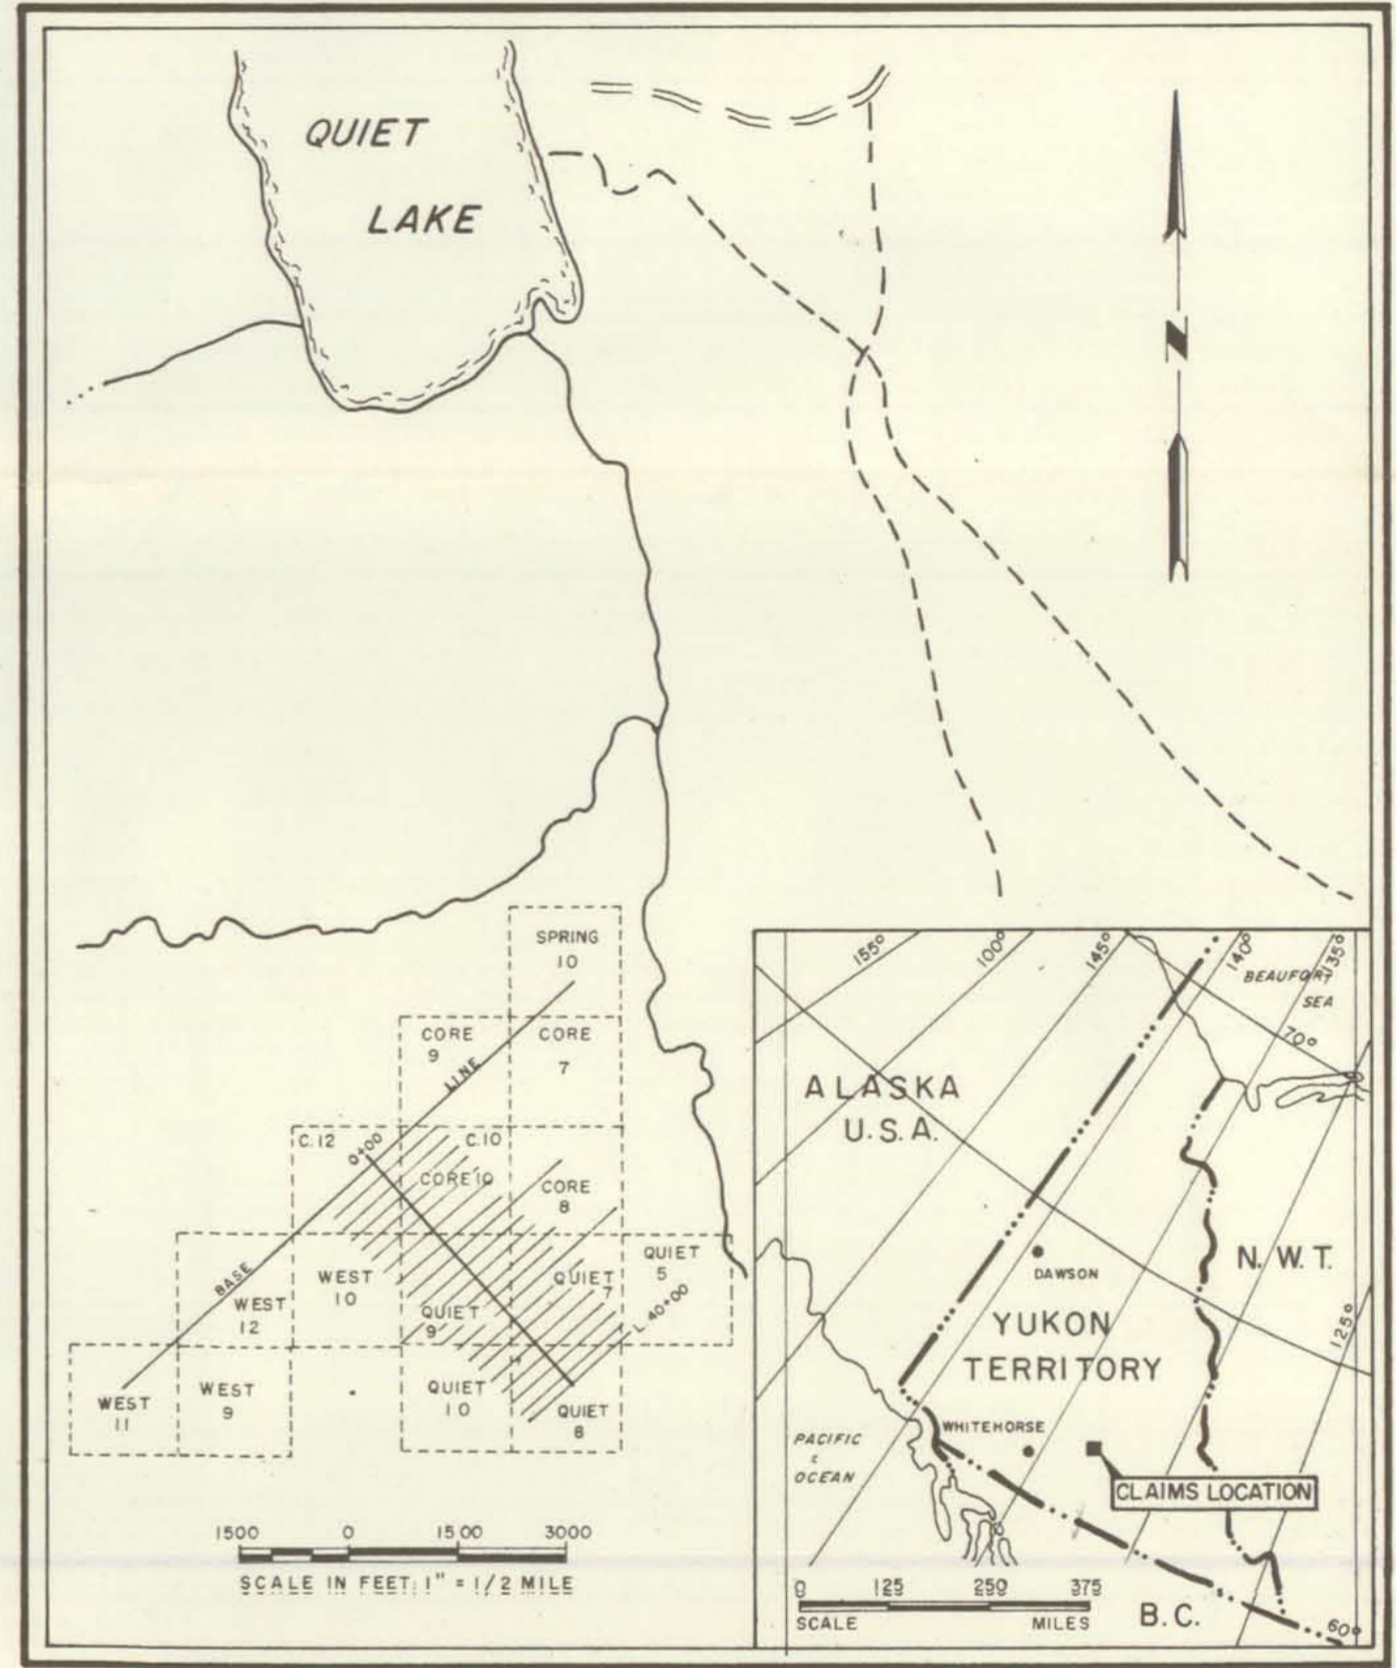 QUIET
LAKE
N
SPRING
10
CORE
9
CORE
7
LINE
C.12
0+00
C.10
CORE 10
CORE
8
BASE
WEST
12
WEST
10
QUIET
9
QUIET
7
QUIET
5
L.40+00
WEST
11
WEST
9
QUIET
10
QUIET
8
1500 0 1500 3000
SCALE IN FEET: 1" = 1/2 MILE
155°
100°
145°
140°
135°
BEAUFORT
SEA
70°
ALASKA
U.S.A.
DAWSON
N.W.T.
YUKON
TERRITORY
125°
WHITEHORSE
PACIFIC
OCEAN
CLAIMS LOCATION
0 125 250 375
SCALE MILES
B.C.
60°